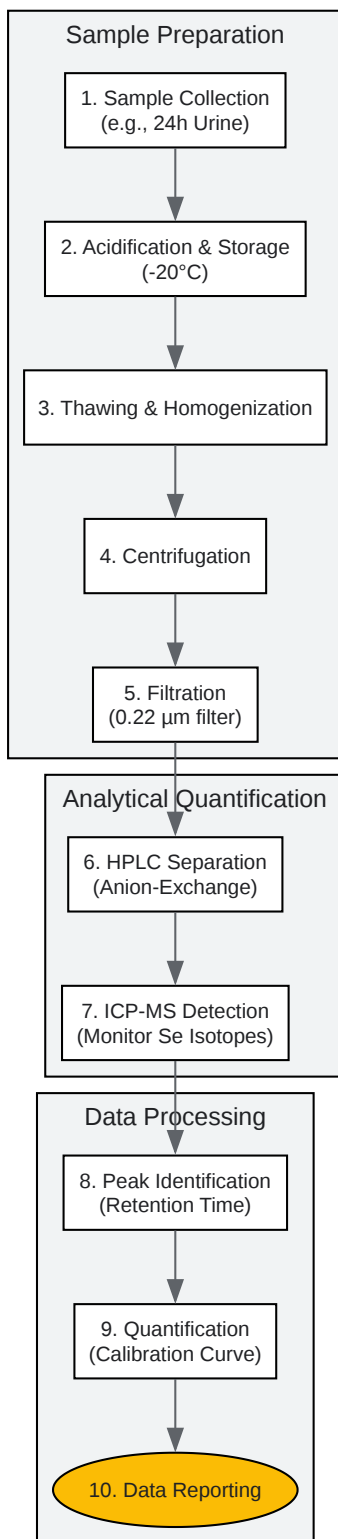 Sample Preparation
1. Sample Collection
(e.g., 24h Urine)
2. Acidification & Storage
(-20°C)
3. Thawing & Homogenization
4. Centrifugation
5. Filtration
(0.22 µm filter)
Analytical Quantification
6. HPLC Separation
(Anion-Exchange)
7. ICP-MS Detection
(Monitor Se Isotopes)
Data Processing
8. Peak Identification
(Retention Time)
9. Quantification
(Calibration Curve)
10. Data Reporting